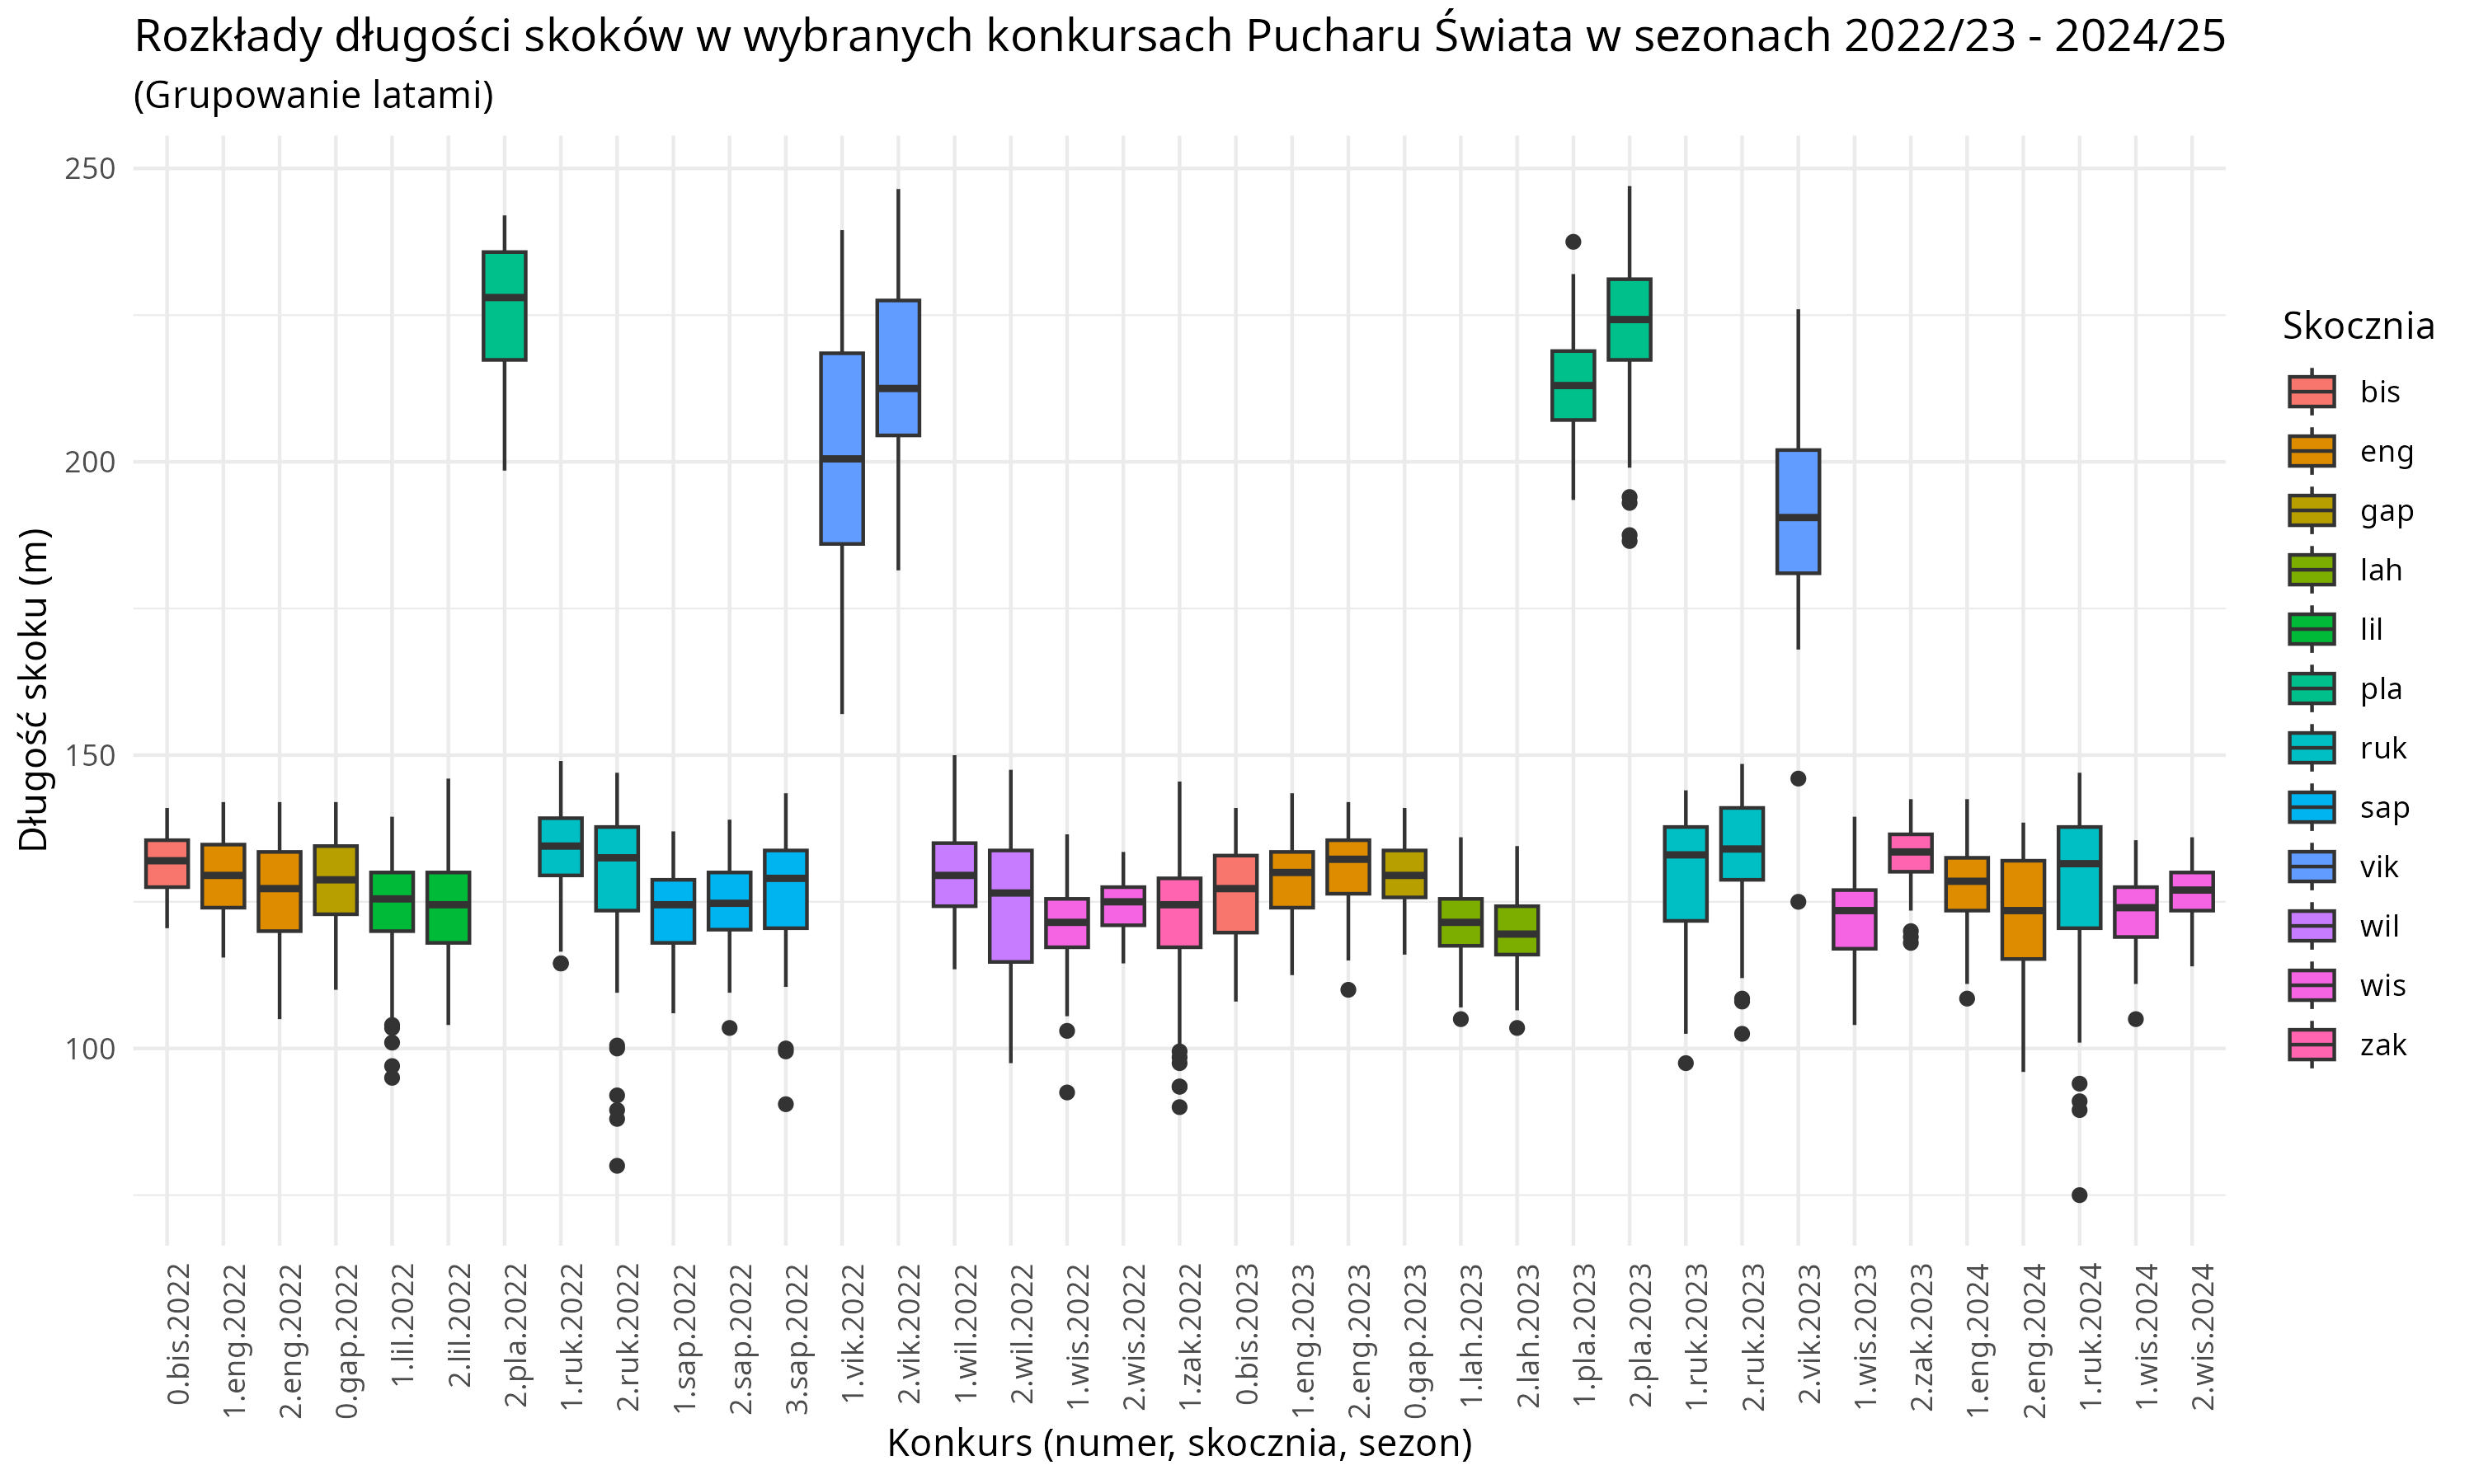 Rozkłady długości skoków w wybranych konkursach Pucharu Świata w sezonach 2022/23 - 2024/25
(Grupowanie latami)
Długość skoku (m)
250
200
150
100
0.bis.2022
1.eng.2022
2.eng.2022
0.gap.2022
1.lil.2022
2.lil.2022
2.pla.2022
1.ruk.2022
2.ruk.2022
1.sap.2022
2.sap.2022
3.sap.2022
1.vik.2022
2.vik.2022
1.wil.2022
2.wil.2022
1.wis.2022
2.wis.2022
1.zak.2022
0.bis.2023
1.eng.2023
2.eng.2023
0.gap.2023
1.lah.2023
2.lah.2023
1.pla.2023
2.pla.2023
1.ruk.2023
2.ruk.2023
2.vik.2023
1.wis.2023
2.zak.2023
1.eng.2024
2.eng.2024
1.ruk.2024
1.wis.2024
2.wis.2024
Konkurs (numer, skocznia, sezon)
Skocznia
bis
eng
gap
lah
lil
pla
ruk
sap
vik
wil
wis
zak